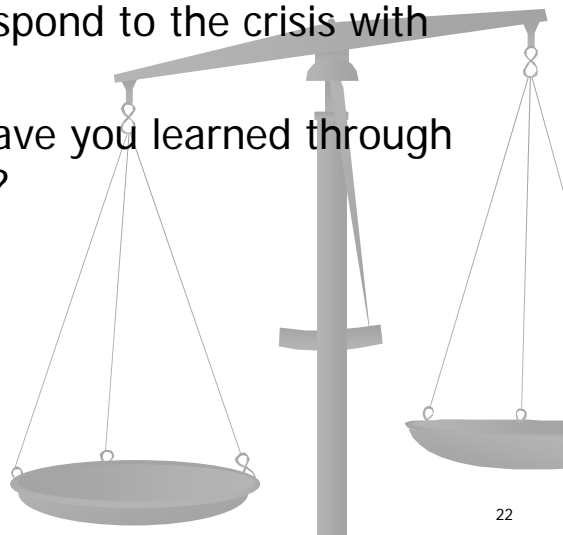 spond to the crisis with
ave you learned through
?
22